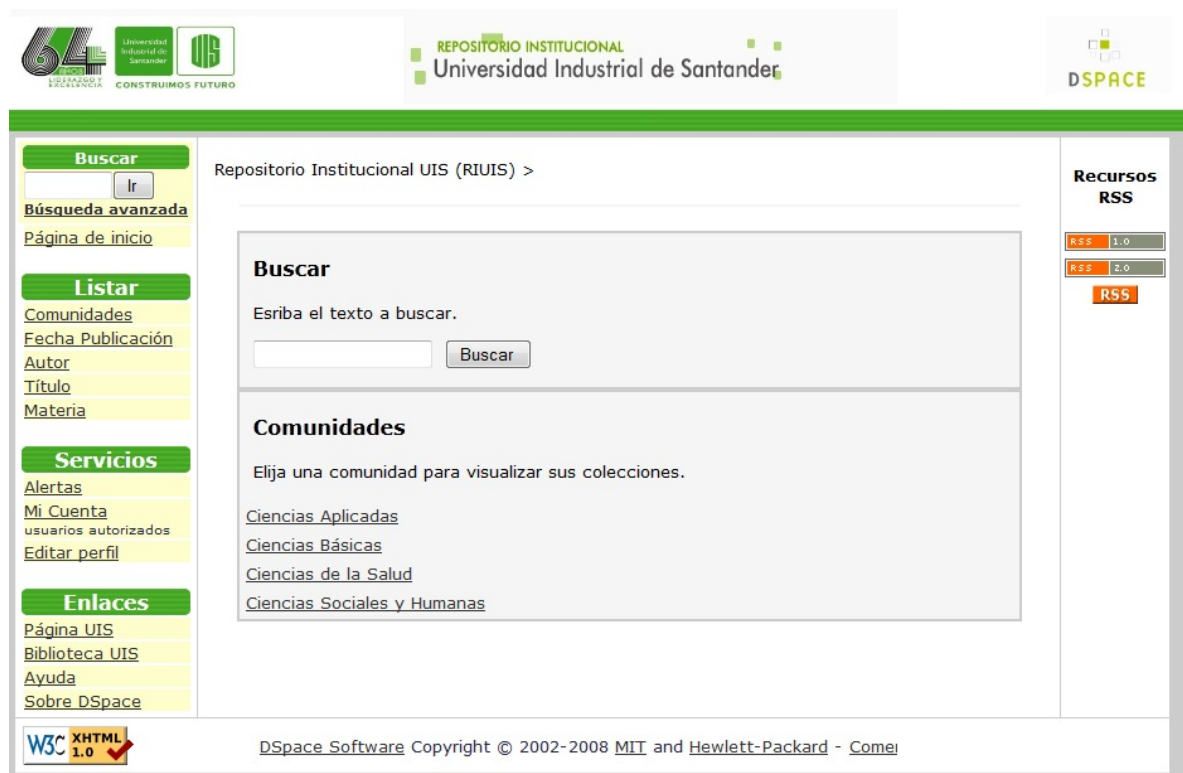 64
AÑOS
LIDERAZGO Y
EXCELENCIA
Universidad
Industrial de
Santander
UIS
CONSTRUIMOS FUTURO
REPOSITORIO INSTITUCIONAL
Universidad Industrial de Santander
DSPACE
Buscar
Ir
Búsqueda avanzada
Página de inicio
Listar
Comunidades
Fecha Publicación
Autor
Título
Materia
Servicios
Alertas
Mi Cuenta
usuarios autorizados
Editar perfil
Enlaces
Página UIS
Biblioteca UIS
Ayuda
Sobre DSpace
Repositorio Institucional UIS (RIUIS) >
Buscar
Esriba el texto a buscar.
Buscar
Comunidades
Elija una comunidad para visualizar sus colecciones.
Ciencias Aplicadas
Ciencias Básicas
Ciencias de la Salud
Ciencias Sociales y Humanas
Recursos
RSS
RSS 1.0
RSS 2.0
RSS
W3C XHTML
1.0
DSpace Software Copyright © 2002-2008 MIT and Hewlett-Packard - Comer